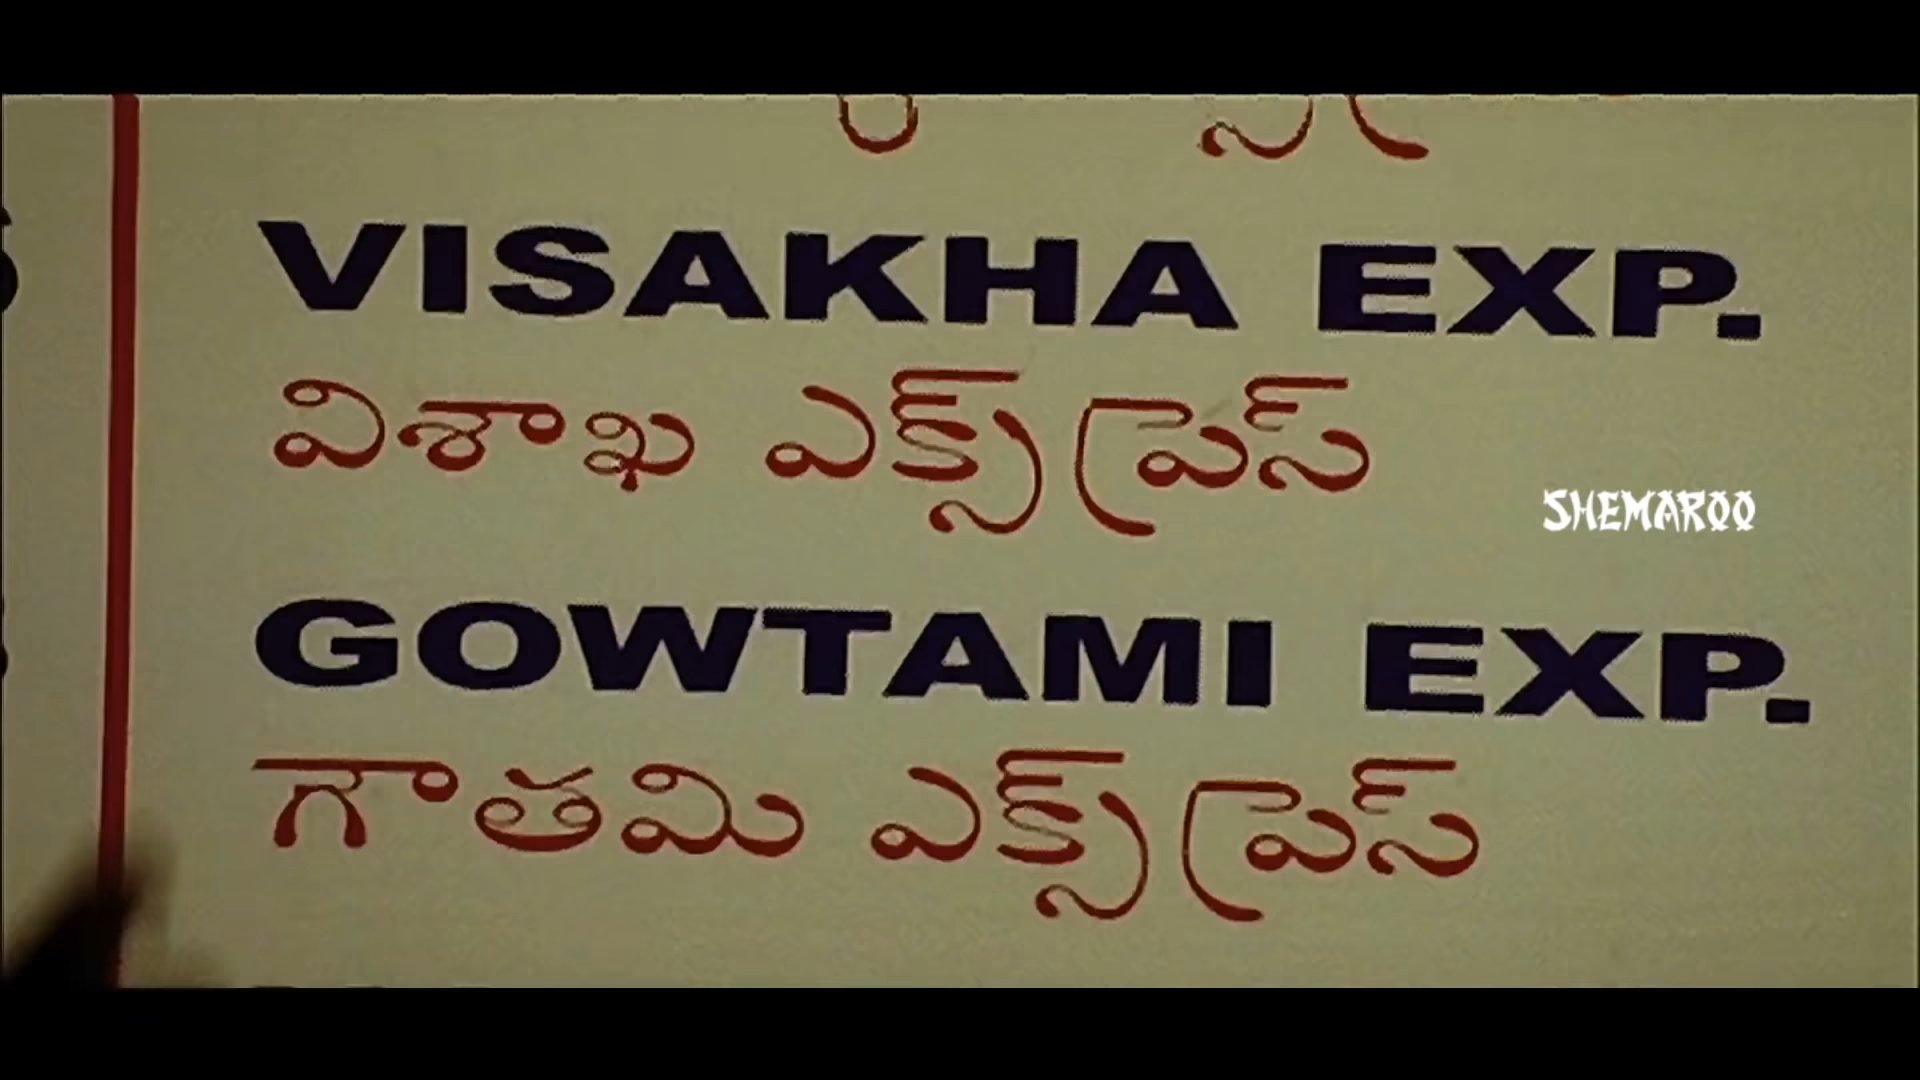 VISAKHA EXP.
విశాఖ ఎక్స్‌ప్రెస్
SHEMAROO
GOWTAMI EXP.
గౌతమి ఎక్స్‌ప్రెస్